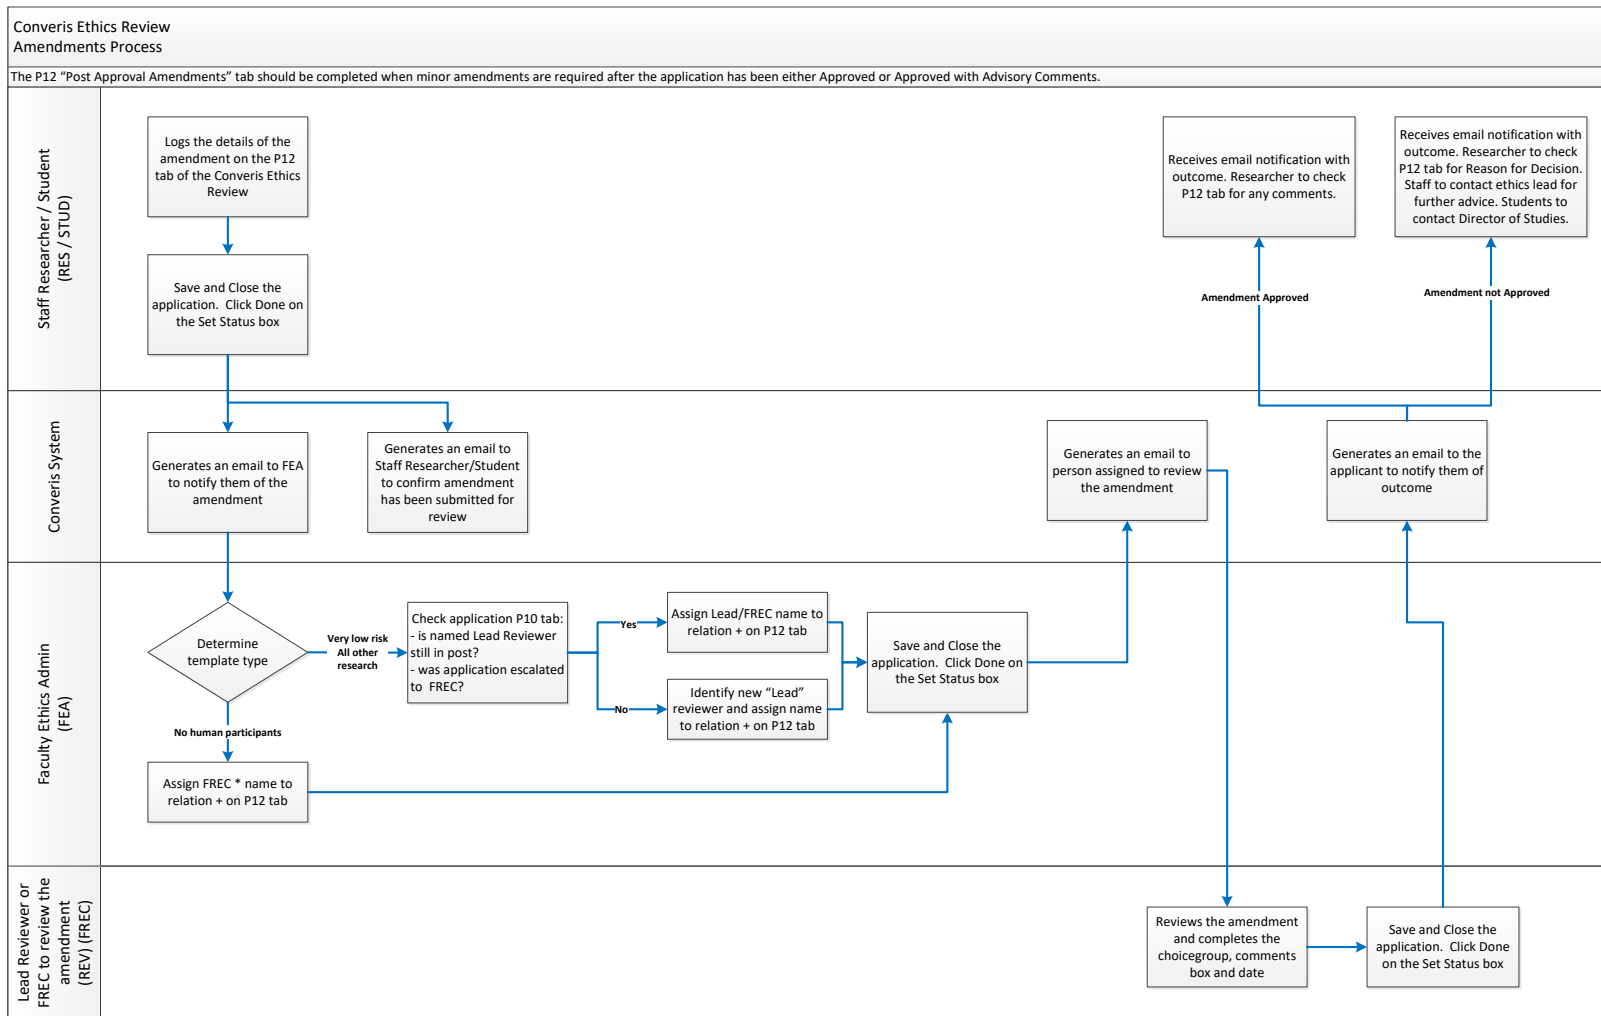 Converis Ethics Review
Amendments Process
The P12 “Post Approval Amendments” tab should be completed when minor amendments are required after the application has been either Approved or Approved with Advisory Comments.
Staff Researcher / Student
(RES / STUD)
Logs the details of the
amendment on the P12
tab of the Converis Ethics
Review
Save and Close the
application.  Click Done on
the Set Status box
Receives email notification with
outcome. Researcher to check
P12 tab for any comments.
Receives email notification with
outcome. Researcher to check
P12 tab for Reason for Decision.
Staff to contact ethics lead for
further advice. Students to
contact Director of Studies.
Amendment Approved
Amendment not Approved
Converis System
Generates an email to FEA
to notify them of the
amendment
Generates an email to
Staff Researcher/Student
to confirm amendment
has been submitted for
review
Generates an email to
person assigned to review
the amendment
Generates an email to the
applicant to notify them of
outcome
Faculty Ethics Admin
(FEA)
Determine
template type
Very low risk
All other
research
No human participants
Assign FREC * name to
relation + on P12 tab
Check application P10 tab:
- is named Lead Reviewer
still in post?
- was application escalated
to  FREC?
Yes
No
Assign Lead/FREC name to
relation + on P12 tab
Identify new “Lead”
reviewer and assign name
to relation + on P12 tab
Save and Close the
application.  Click Done on
the Set Status box
Lead Reviewer or
FREC to review the
amendment
(REV) (FREC)
Reviews the amendment
and completes the
choicegroup, comments
box and date
Save and Close the
application.  Click Done
on the Set Status box